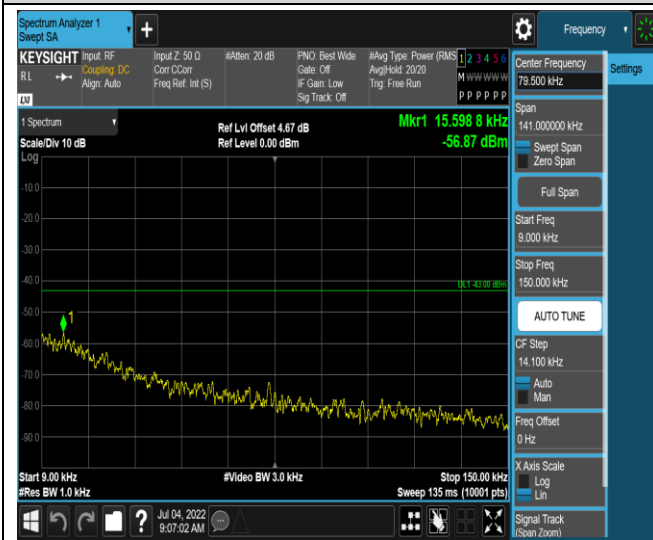 Spectrum Analyzer 1
Swept SA
+
Frequency
KEYSIGHT
RL
LXI
Input: RF
Coupling: DC
Align: Auto
Input Z: 50 Ω
Corr CCorr
Freq Ref: Int (S)
#Atten: 20 dB
PNO: Best Wide
Gate: Off
IF Gain: Low
Sig Track: Off
#Avg Type: Power (RMS
Avg|Hold: 20/20
Trig: Free Run
1 2 3 4 5 6
M W W W W W
P P P P P P
1 Spectrum
Scale/Div 10 dB
Log
Ref Lvl Offset 4.67 dB
Ref Level 0.00 dBm
Mkr1 15.598 8 kHz
-56.87 dBm
-10.0
-20.0
-30.0
-40.0
-50.0
-60.0
-70.0
-80.0
-90.0
DL1 -43.00 dBm
1
Start 9.00 kHz
#Res BW 1.0 kHz
#Video BW 3.0 kHz
Stop 150.00 kHz
Sweep 135 ms (10001 pts)
?
Jul 04, 2022
9:07:02 AM
Center Frequency
79.500 kHz
Settings
Span
141.000000 kHz
Swept Span
Zero Span
Full Span
Start Freq
9.000 kHz
Stop Freq
150.000 kHz
AUTO TUNE
CF Step
14.100 kHz
Auto
Man
Freq Offset
0 Hz
X Axis Scale
Log
Lin
Signal Track
(Span Zoom)